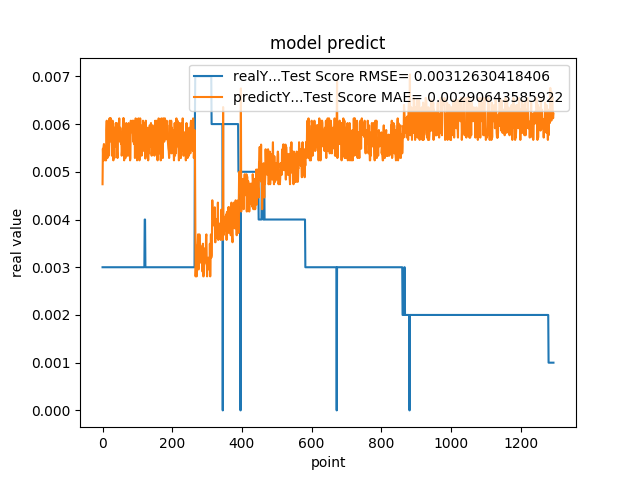 model predict
realY...Test Score RMSE= 0.00312630418406
predictY...Test Score MAE= 0.00290643585922
real value
0.007
0.006
0.005
0.004
0.003
0.002
0.001
0.000
0 200 400 600 800 1000 1200
point